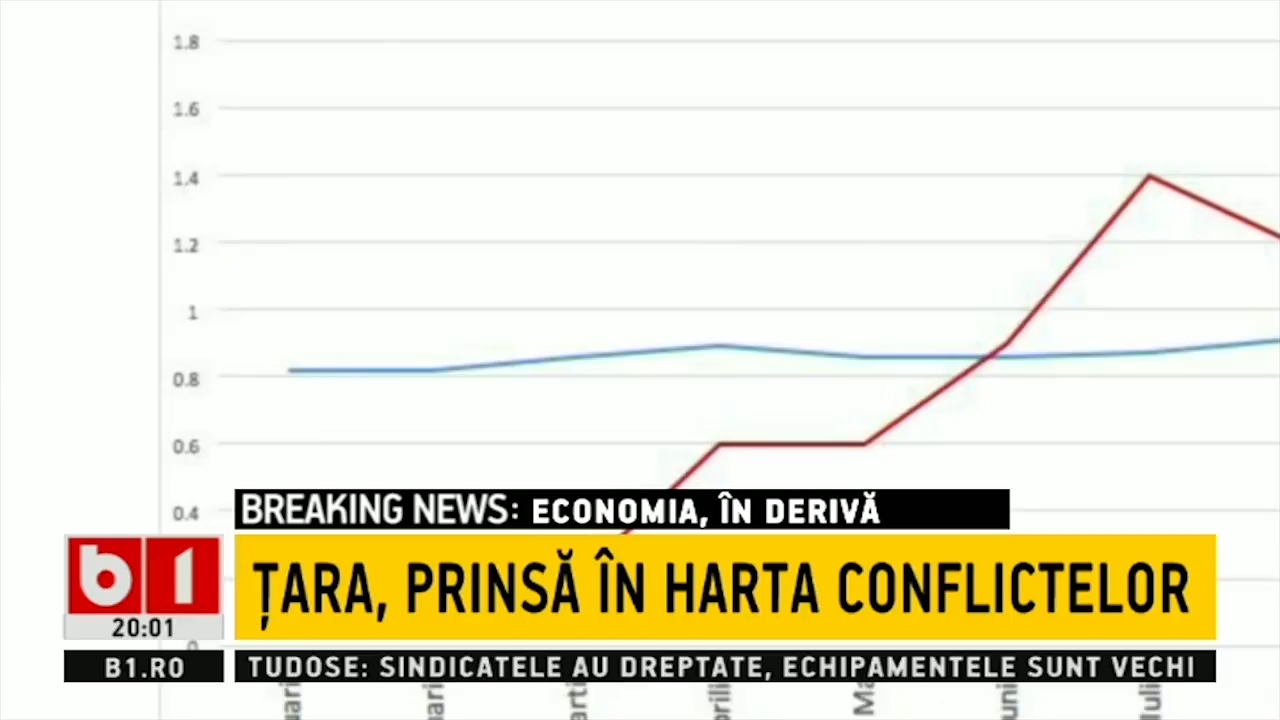 1.8
1.6
1.4
1.2
1
0.8
0.6
0.4
BREAKING NEWS: ECONOMIA, ÎN DERIVĂ
ȚARA, PRINSĂ ÎN HARTA CONFLICTELOR
b1
20:01
B1.RO
TUDOSE: SINDICATELE AU DREPTATE, ECHIPAMENTELE SUNT VECHI